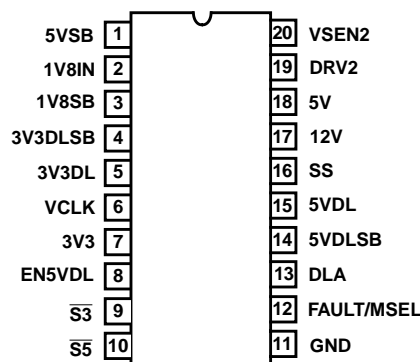 5VSB 1 20 VSEN2
1V8IN 2 19 DRV2
1V8SB 3 18 5V
3V3DLSB 4 17 12V
3V3DL 5 16 SS
VCLK 6 15 5VDL
3V3 7 14 5VDLSB
EN5VDL 8 13 DLA
S3 9 12 FAULT/MSEL
S5 10 11 GND